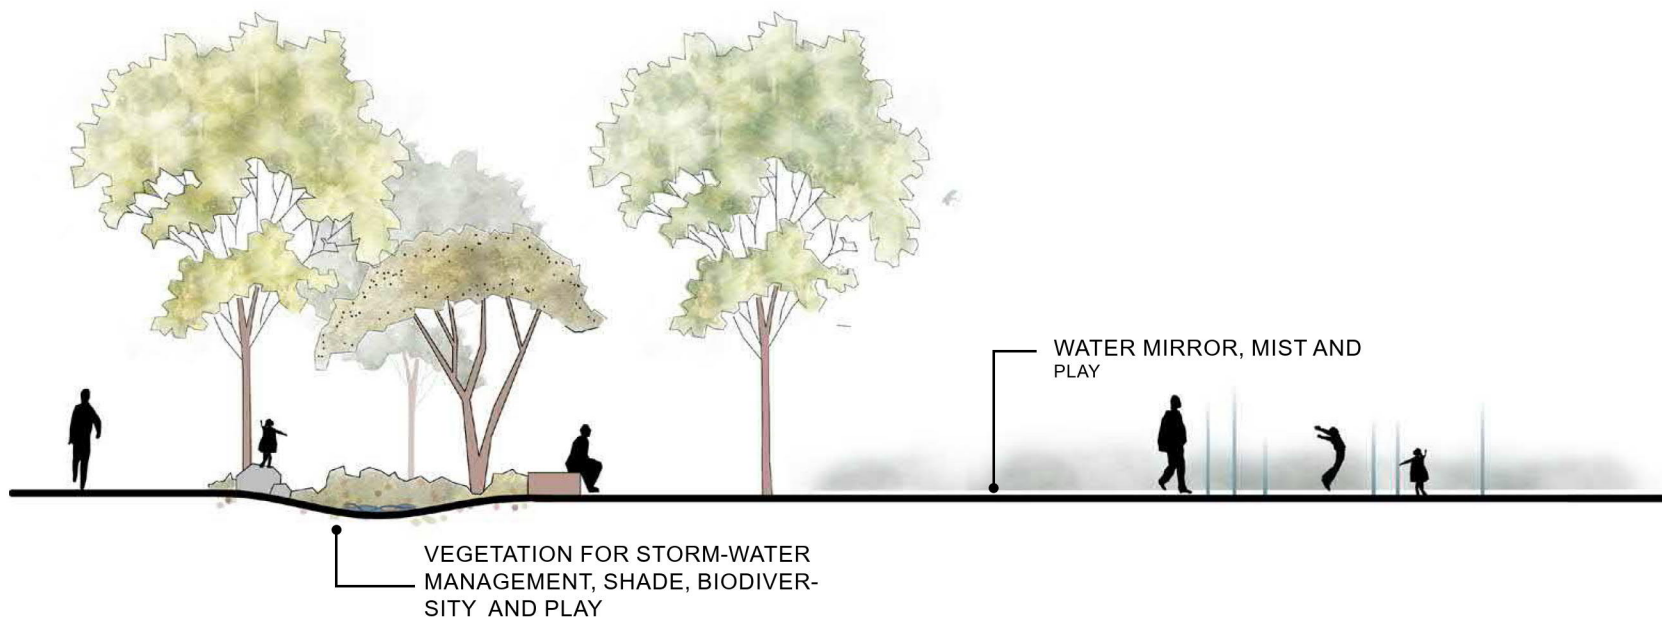 WATER MIRROR, MIST AND
PLAY
VEGETATION FOR STORM-WATER
MANAGEMENT, SHADE, BIODIVER-
SITY AND PLAY